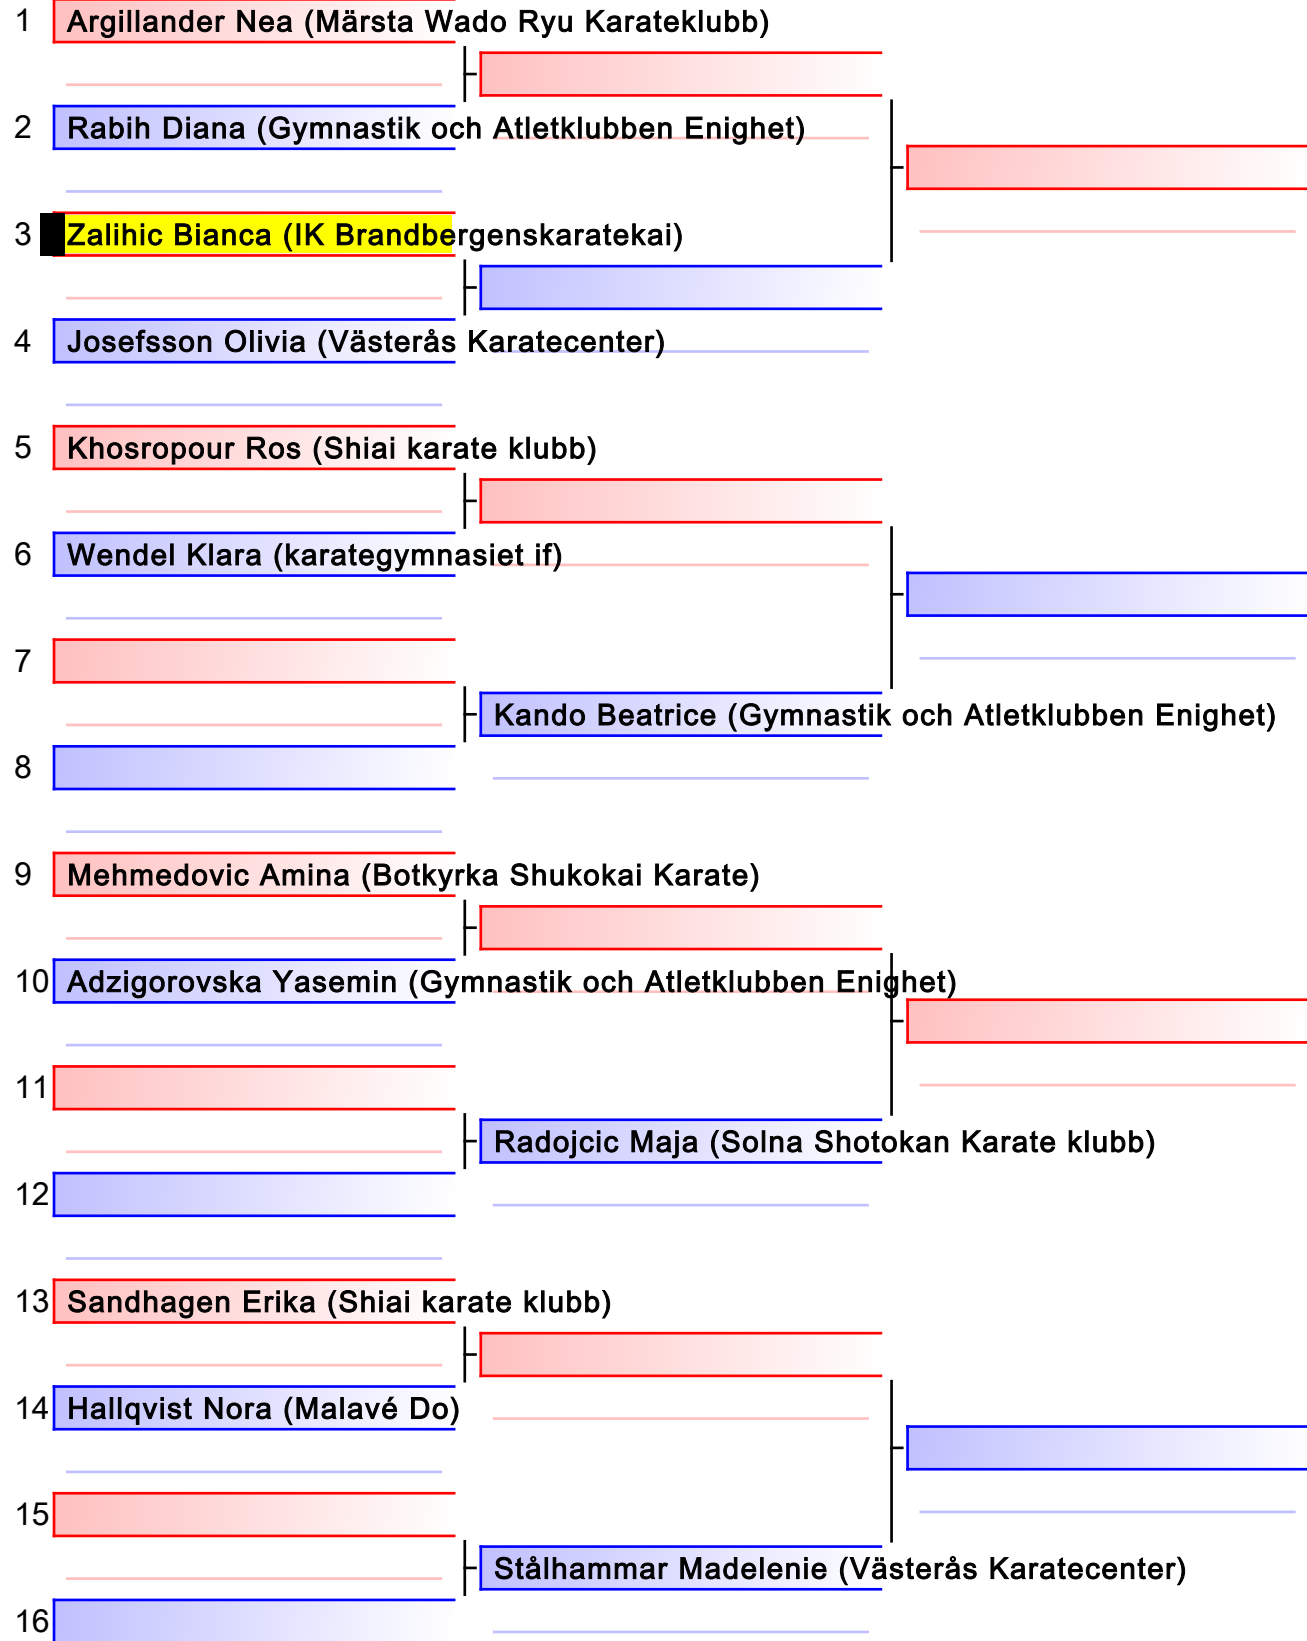 1 Argillander Nea (Märsta Wado Ryu Karateklubb)
2 Rabih Diana (Gymnastik och Atletklubben Enighet)
3 Zalihic Bianca (IK Brandbergenskaratekai)
4 Josefsson Olivia (Västerås Karatecenter)
5 Khosropour Ros (Shiai karate klubb)
6 Wendel Klara (karategymnasiet if)
7
Kando Beatrice (Gymnastik och Atletklubben Enighet)
8
9 Mehmedovic Amina (Botkyrka Shukokai Karate)
10 Adzigorovska Yasemin (Gymnastik och Atletklubben Enighet)
11
Radojcic Maja (Solna Shotokan Karate klubb)
12
13 Sandhagen Erika (Shiai karate klubb)
14 Hallqvist Nora (Malavé Do)
15
Stålhammar Madelenie (Västerås Karatecenter)
16